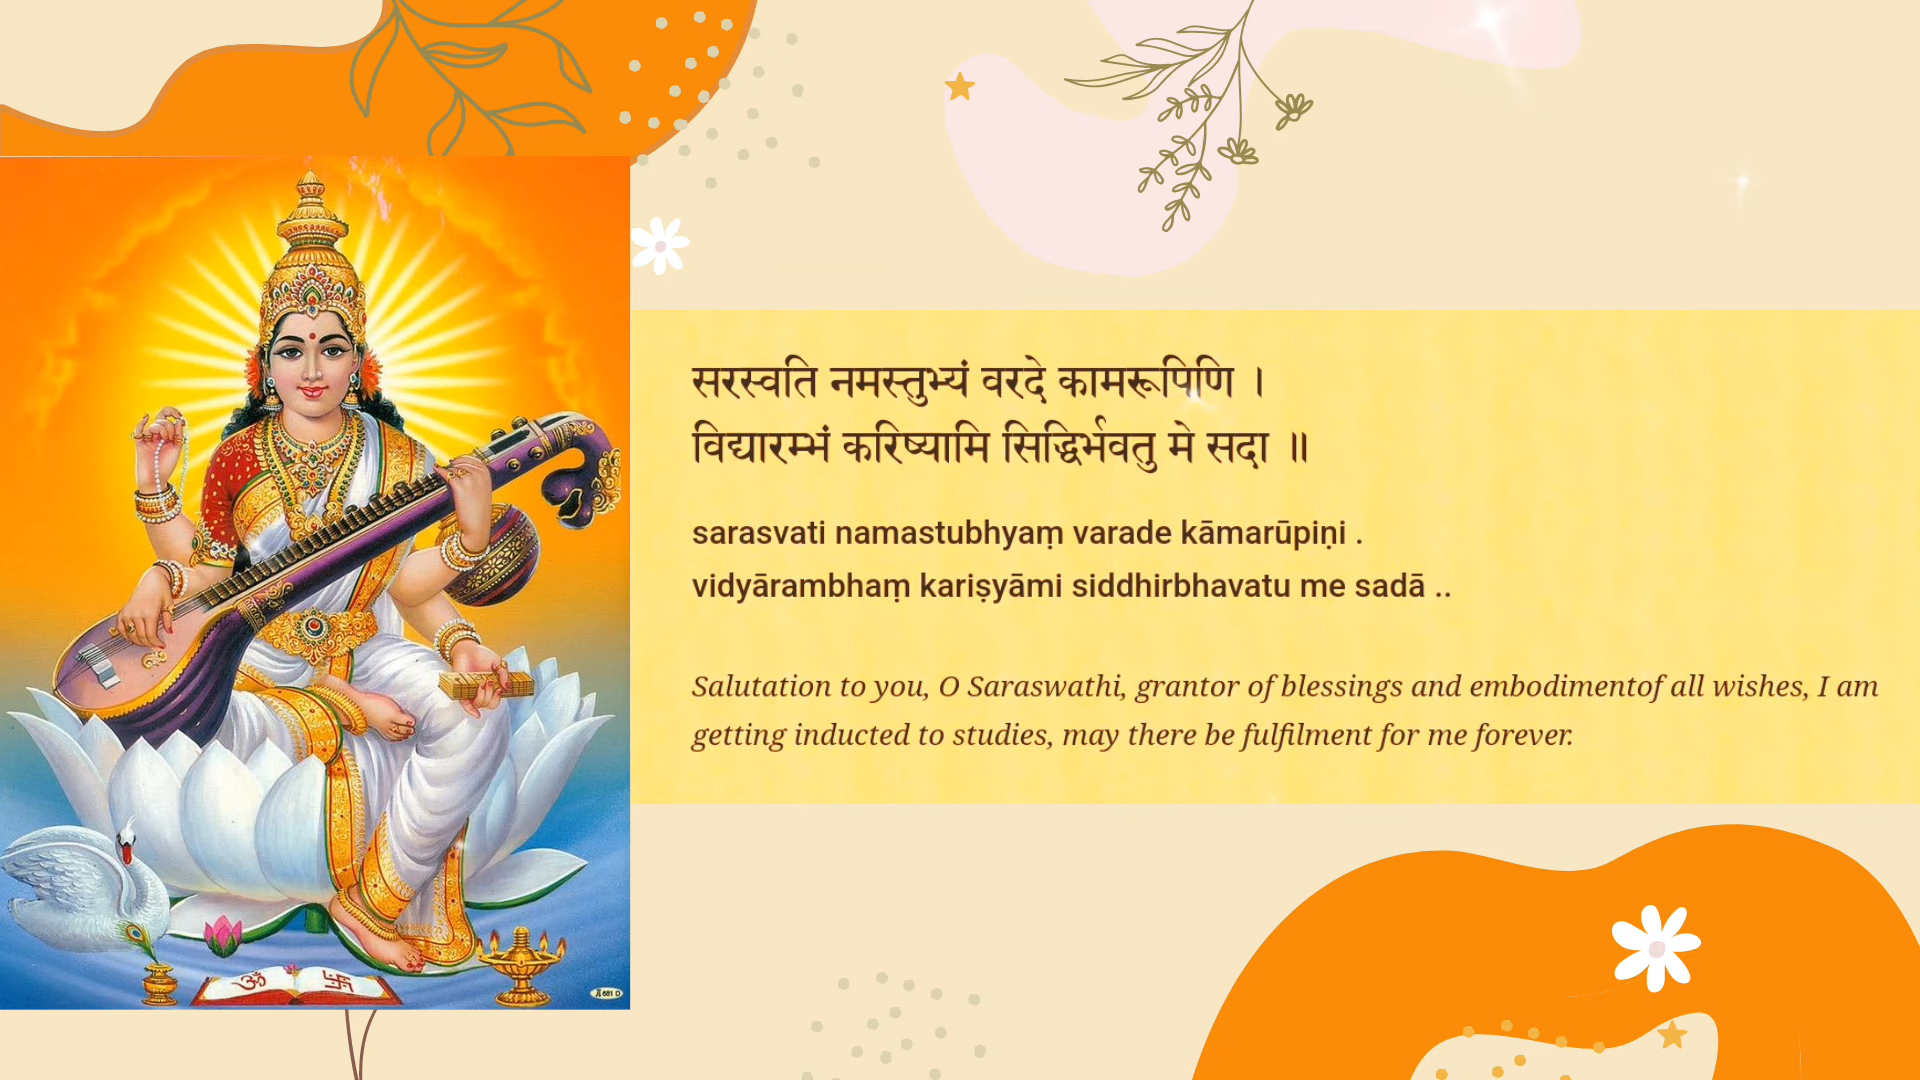 सरस्वति नमस्तुभ्यं वरदे कामरूपिणि ।
विद्यारम्भं करिष्यामि सिद्धिर्भवतु मे सदा ॥
sarasvati namastubhyaṃ varade kāmarūpiṇi .
vidyārambhaṃ kariṣyāmi siddhirbhavatu me sadā ..
Salutation to you, O Saraswathi, grantor of blessings and embodimentof all wishes, I am
getting inducted to studies, may there be fulfilment for me forever.
ॐ
681 D